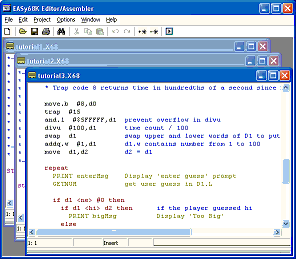 EASy68K Editor/Assembler
File Edit Project Options Window Help
tutorial1.X68
tutorial2.X68
tutorial3.X68
* Trap code 8 returns time in hundredths of a second since
move.b #8,d0
trap #15
and.l #$5FFFFF,d1 prevent overflow in divu
divu #100,d1 time count / 100
swap d1 swap upper and lower words of D1 to put
addq.w #1,d1 d1.w contains number from 1 to 100
move d1,d2 d2 = d1
repeat
PRINT enterMsg Display 'enter guess' prompt
GETNUM get user guess in D1.L
if d1 <ne> #0 then
if d1 <hi> d2 then if the player guessed hi
PRINT bigMsg Display 'Too Big'
else
1: 1 Insert